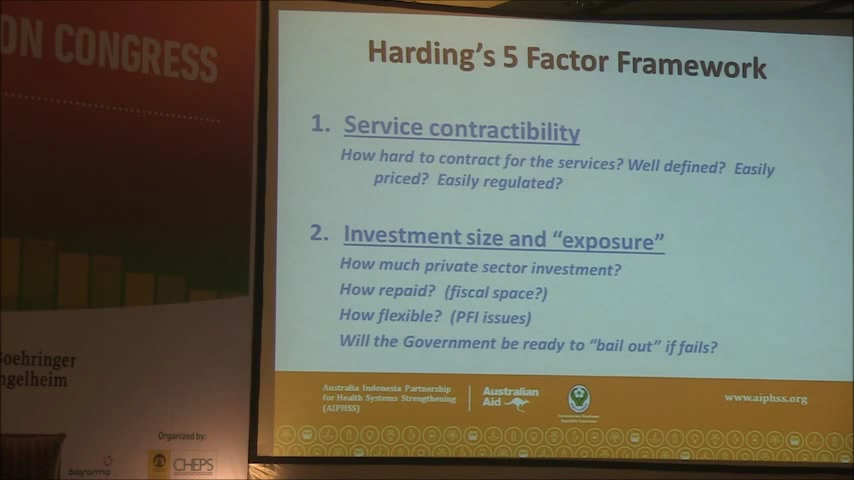 ON CONGRESS
Harding's 5 Factor Framework
1. Service contractibility
How hard to contract for the services? Well defined? Easily
priced? Easily regulated?
2. Investment size and “exposure”
How much private sector investment?
How repaid? (fiscal space?)
How flexible? (PFI issues)
Will the Government be ready to “bail out” if fails?
oehringer
ngelheim
Organized by:
CHEPS
Australia Indonesia Partnership
for Health Systems Strengthening
(AIPHSS)
Australian
Aid
www.aiphss.org